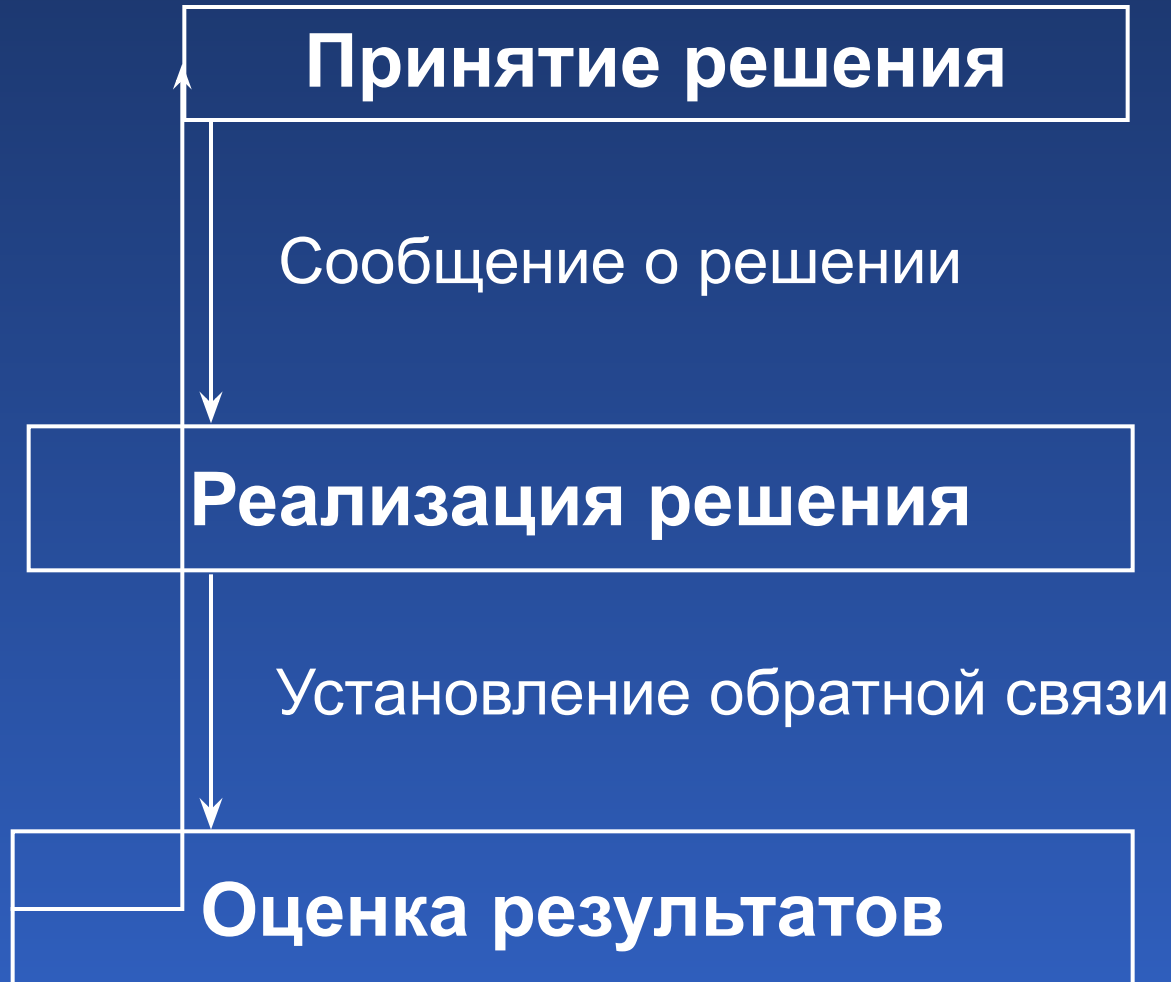 Принятие решения
Сообщение о решении
Реализация решения
Установление обратной связи
Оценка результатов